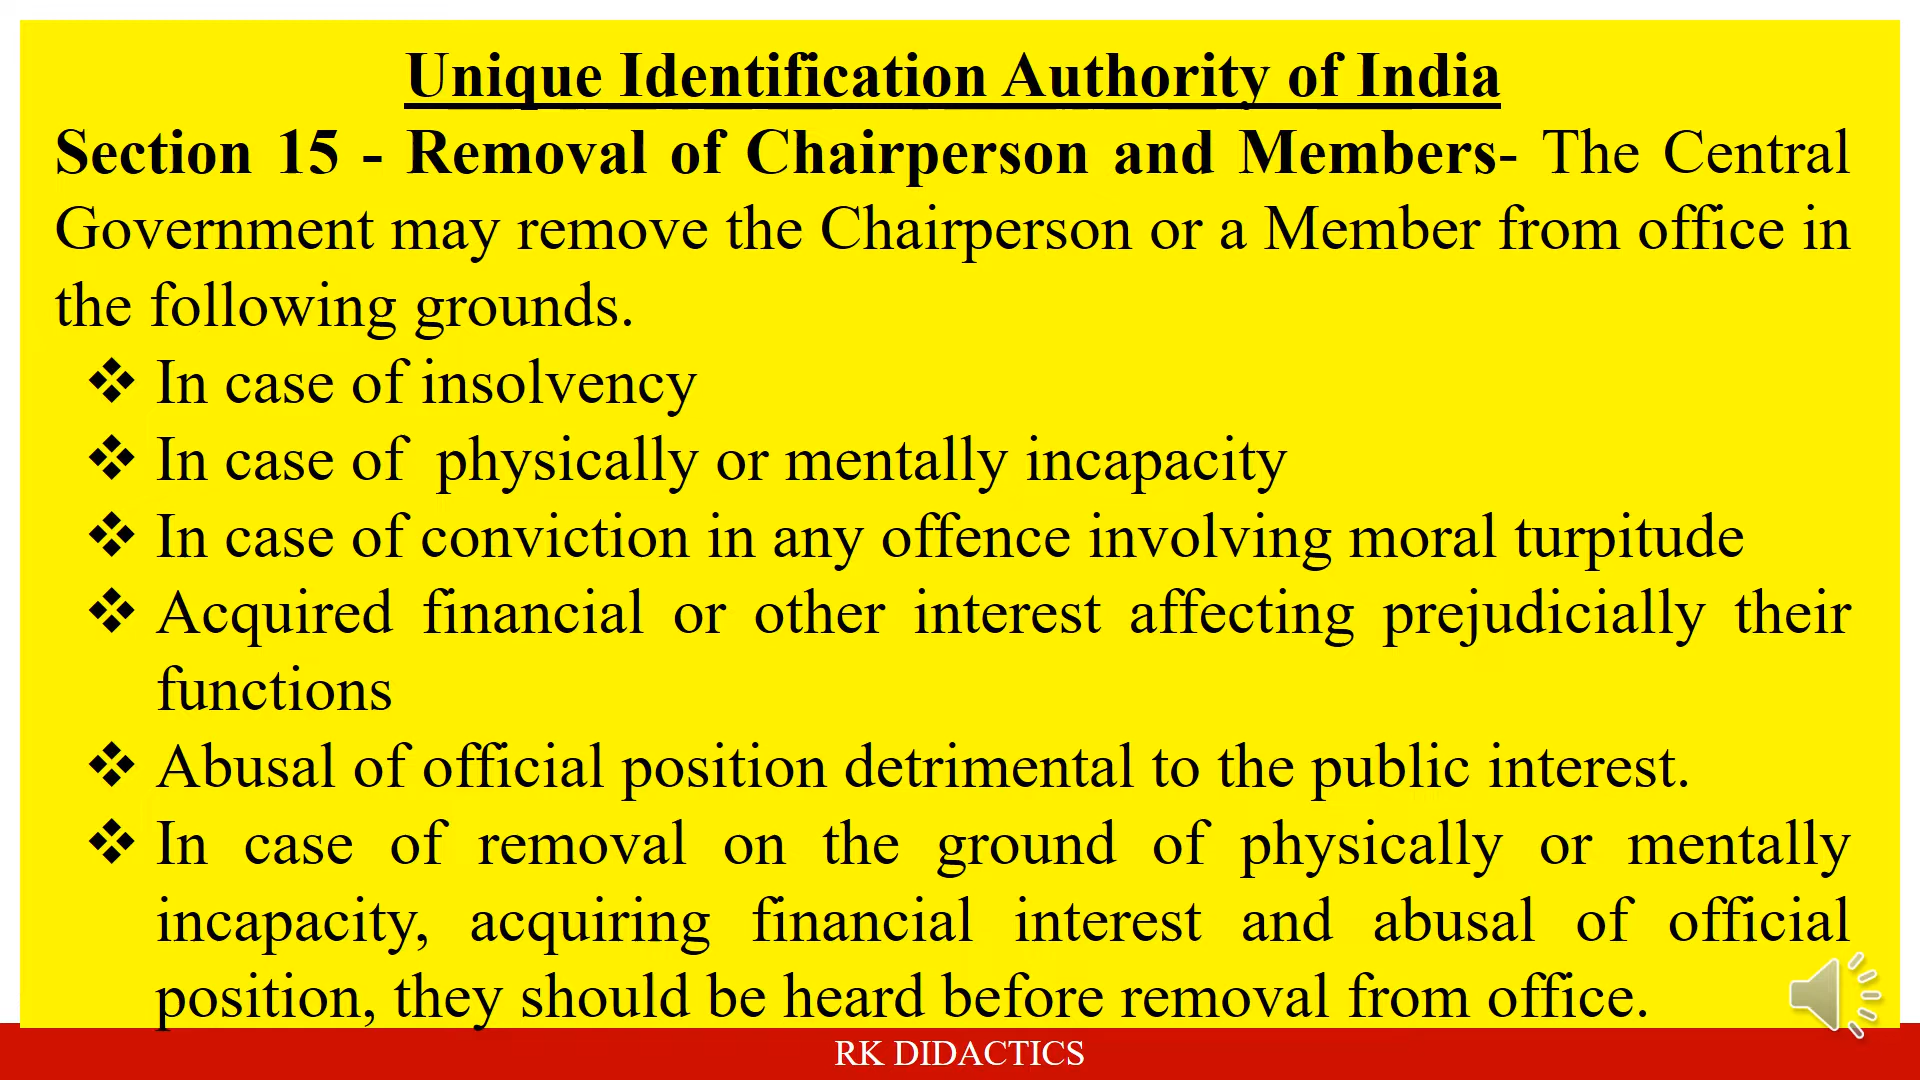 Unique Identification Authority of India
Section 15 - Removal of Chairperson and Members- The Central
Government may remove the Chairperson or a Member from office in
the following grounds.
❖ In case of insolvency
❖ In case of physically or mentally incapacity
❖ In case of conviction in any offence involving moral turpitude
❖ Acquired financial or other interest affecting prejudicially their
functions
❖ Abusal of official position detrimental to the public interest.
❖ In case of removal on the ground of physically or mentally
incapacity, acquiring financial interest and abusal of official
position, they should be heard before removal from office.
RK DIDACTICS